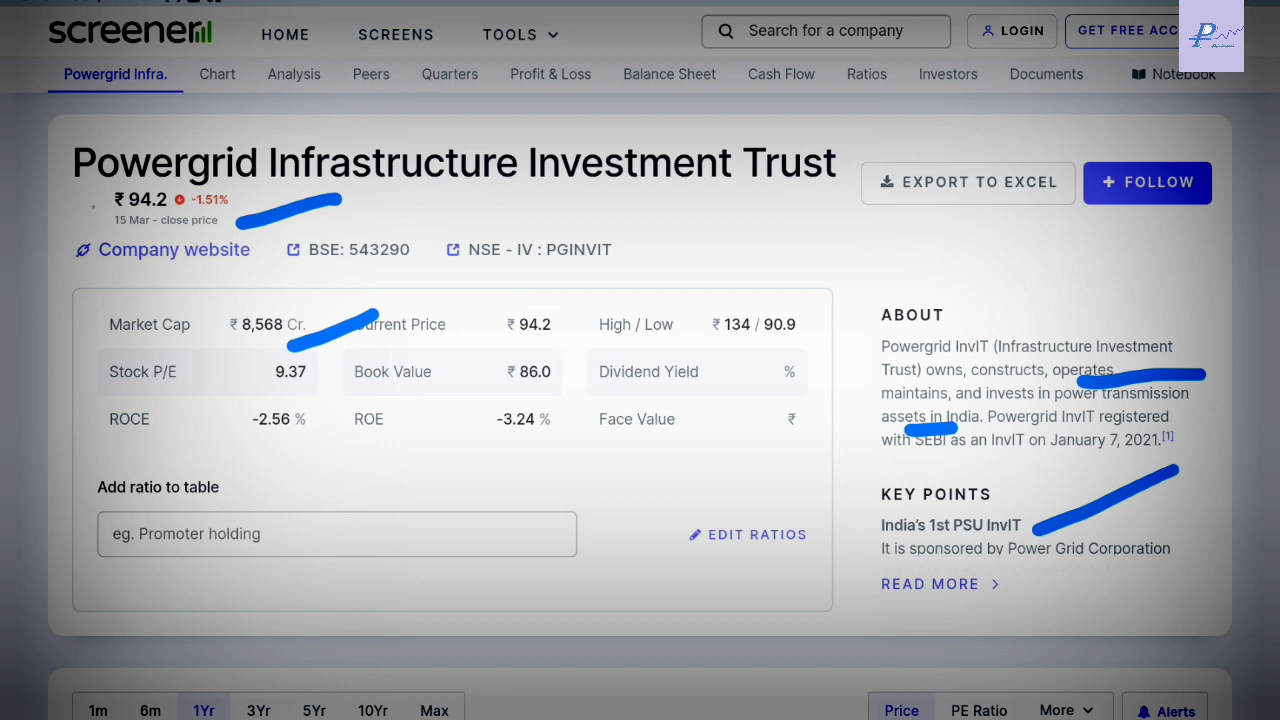 screener
HOME SCREENS TOOLS
Search for a company
LOGIN
GET FREE ACC
Powergrid Infra. Chart Analysis Peers Quarters Profit & Loss Balance Sheet Cash Flow Ratios Investors Documents Notebook
Powergrid Infrastructure Investment Trust
₹ 94.2 -1.51%
15 Mar - close price
EXPORT TO EXCEL
FOLLOW
Company website BSE: 543290 NSE - IV : PGINVIT
Market Cap ₹ 8,568 Cr. Current Price ₹ 94.2 High / Low ₹ 134 / 90.9
Stock P/E 9.37 Book Value ₹ 86.0 Dividend Yield %
ROCE -2.56 % ROE -3.24 % Face Value ₹
Add ratio to table
eg. Promoter holding
EDIT RATIOS
ABOUT
Powergrid InvIT (Infrastructure Investment
Trust) owns, constructs, operates
maintains, and invests in power transmission
assets in India. Powergrid InvIT registered
with SEBI as an InvIT on January 7, 2021.[1]
KEY POINTS
India's 1st PSU InvIT
It is sponsored by Power Grid Corporation
READ MORE
1m 6m 1Yr 3Yr 5Yr 10Yr Max
Price PE Ratio More
Alerts